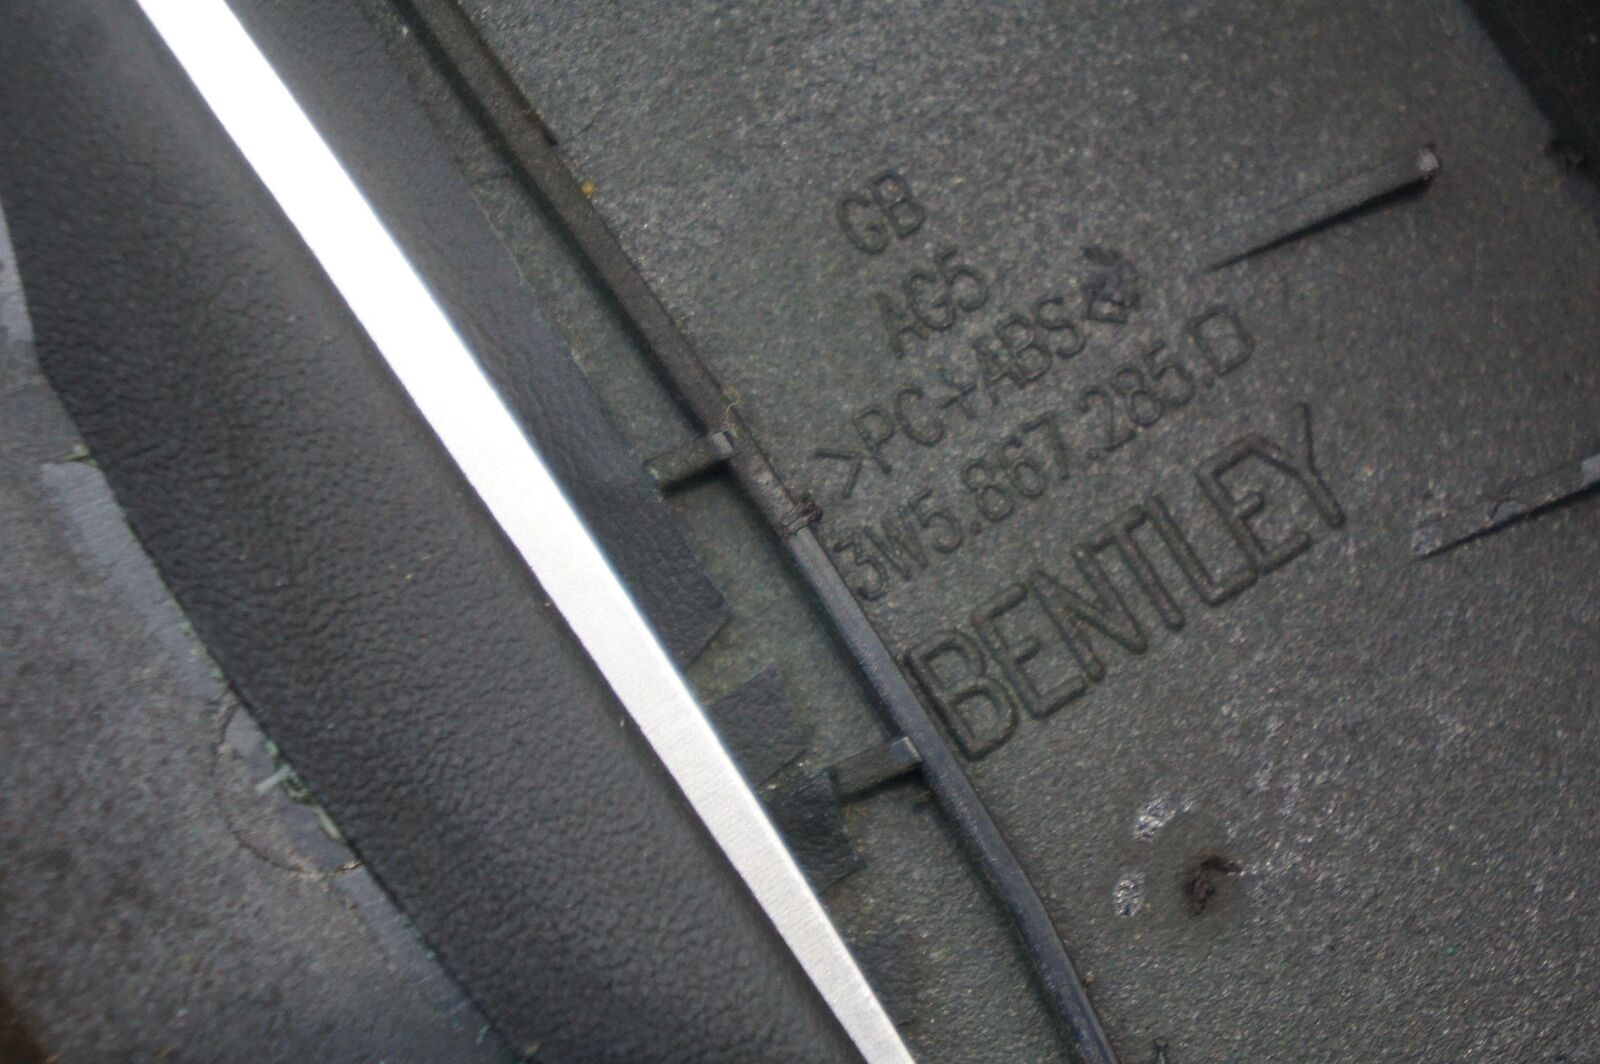 GB
AG5
>PC+ABS<
3W5.867.285.D
BENTLEY